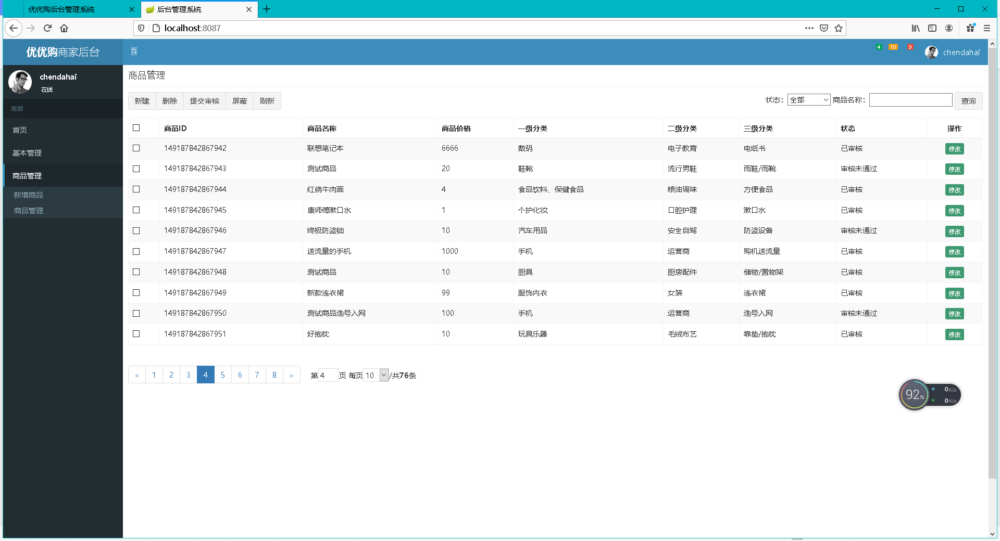 优优购后台管理系统
后台管理系统
localhost:8087
优优购商家后台
4 10 9 chendahai
chendahai
在线
菜单
首页
基本管理
商品管理
新增商品
商品管理
商品管理
新建 删除 提交审核 屏蔽 刷新
状态: 全部 商品名称: 查询
商品ID 商品名称 商品价格 一级分类 二级分类 三级分类 状态 操作
149187842867942 联想笔记本 6666 数码 电子教育 电纸书 已审核 修改
149187842867943 测试商品 20 鞋靴 流行男鞋 雨鞋/雨靴 审核未通过 修改
149187842867944 红烧牛肉面 4 食品饮料、保健食品 粮油调味 方便食品 已审核 修改
149187842867945 康师傅漱口水 1 个护化妆 口腔护理 漱口水 已审核 修改
149187842867946 终极防盗锁 10 汽车用品 安全自驾 防盗设备 审核未通过 修改
149187842867947 送流量的手机 1000 手机 运营商 购机送流量 已审核 修改
149187842867948 测试商品 10 厨具 厨房配件 储物/置物架 已审核 修改
149187842867949 新款连衣裙 99 服饰内衣 女装 连衣裙 已审核 修改
149187842867950 测试商品选号入网 100 手机 运营商 选号入网 审核未通过 修改
149187842867951 好抱枕 10 玩具乐器 毛绒布艺 靠垫/抱枕 已审核 修改
« 1 2 3 4 5 6 7 8 » 第 4 页 每页 10 /共76条
92%
0K/s
0K/s